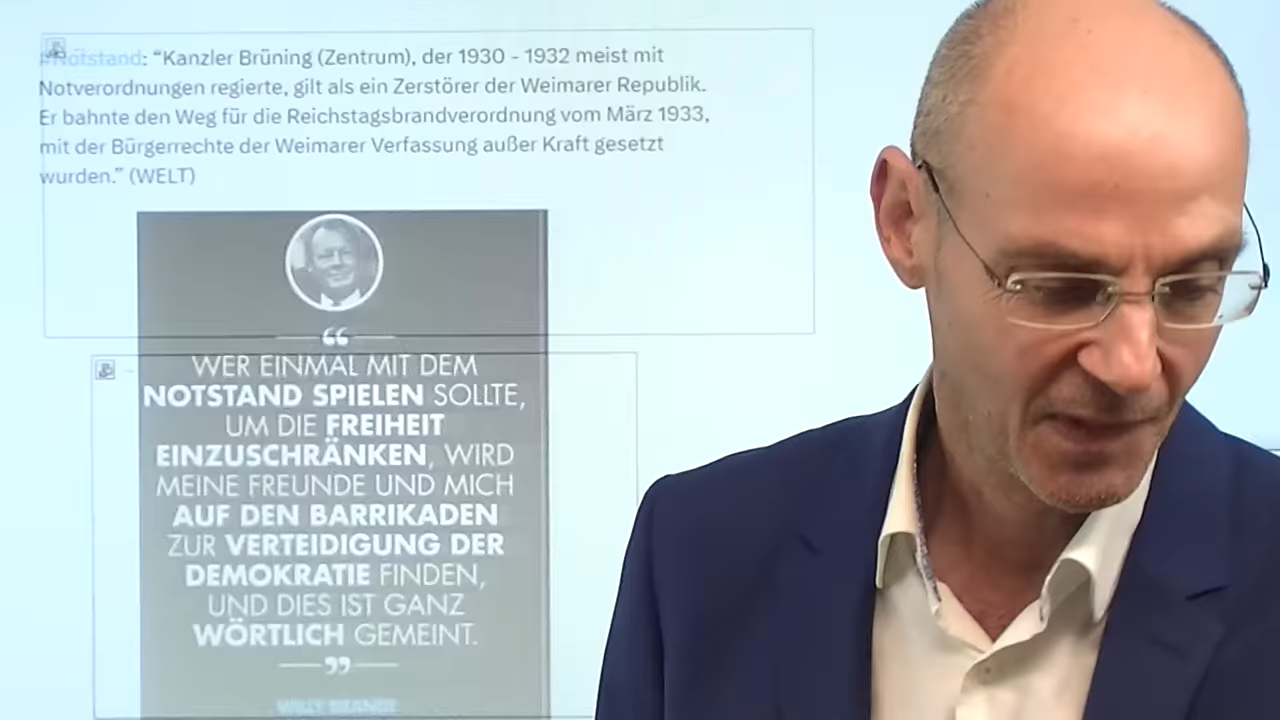 #Notstand: “Kanzler Brüning (Zentrum), der 1930 - 1932 meist mit
Notverordnungen regierte, gilt als ein Zerstörer der Weimarer Republik.
Er bahnte den Weg für die Reichstagsbrandverordnung vom März 1933,
mit der Bürgerrechte der Weimarer Verfassung außer Kraft gesetzt
wurden.” (WELT)
“
WER EINMAL MIT DEM
NOTSTAND SPIELEN SOLLTE,
UM DIE FREIHEIT
EINZUSCHRÄNKEN, WIRD
MEINE FREUNDE UND MICH
AUF DEN BARRIKADEN
ZUR VERTEIDIGUNG DER
DEMOKRATIE FINDEN,
UND DIES IST GANZ
WÖRTLICH GEMEINT.
”
WILLY BRANDT